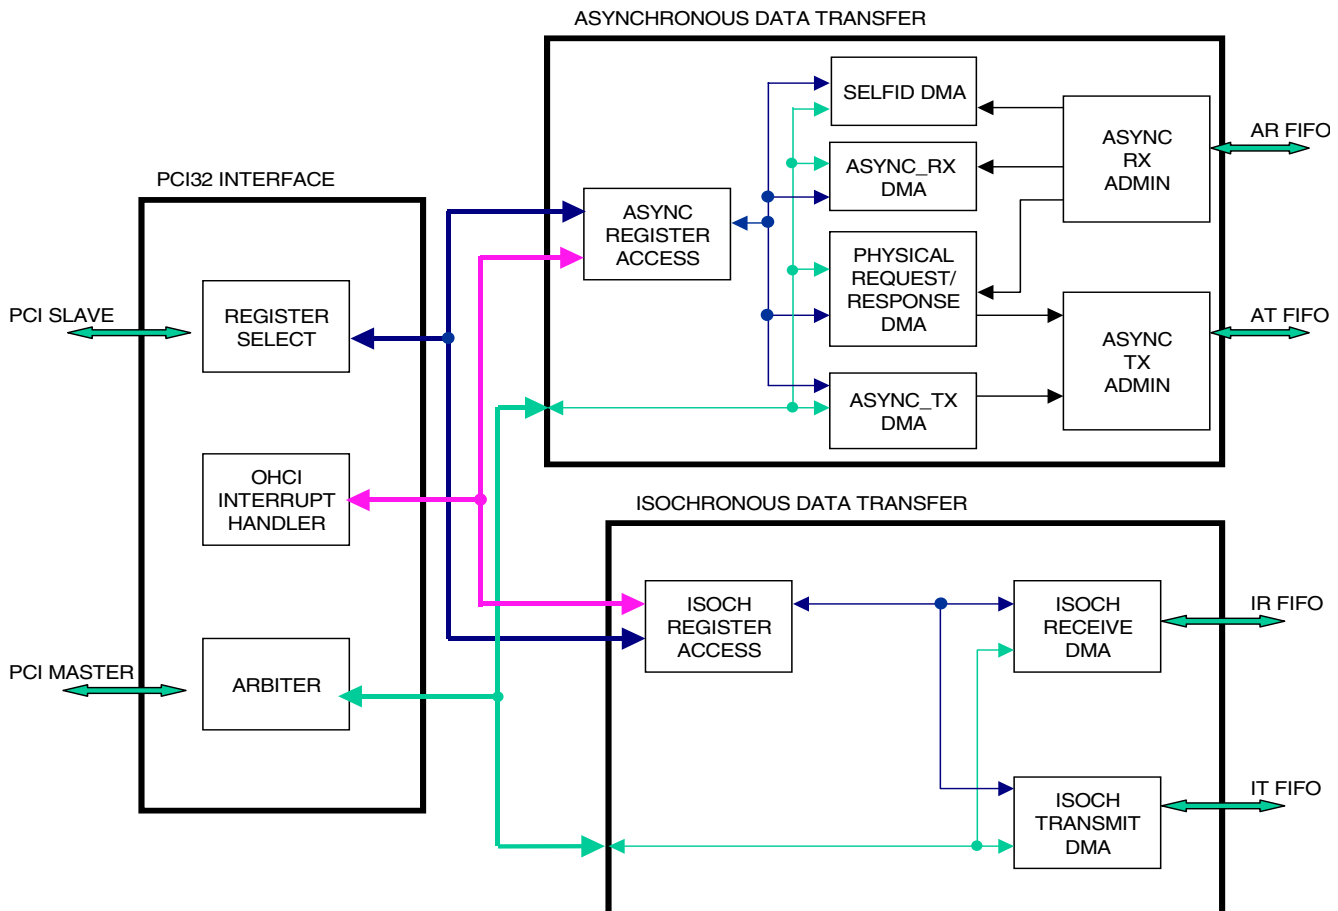 ASYNCHRONOUS DATA TRANSFER
SELFID DMA
ASYNC
RX
ADMIN
AR FIFO
ASYNC_RX
DMA
PCI32 INTERFACE
ASYNC
REGISTER
ACCESS
PHYSICAL
REQUEST/
RESPONSE
DMA
PCI SLAVE
REGISTER
SELECT
ASYNC
TX
ADMIN
AT FIFO
ASYNC_TX
DMA
OHCI
INTERRUPT
HANDLER
ISOCHRONOUS DATA TRANSFER
ISOCH
REGISTER
ACCESS
ISOCH
RECEIVE
DMA
IR FIFO
PCI MASTER
ARBITER
ISOCH
TRANSMIT
DMA
IT FIFO